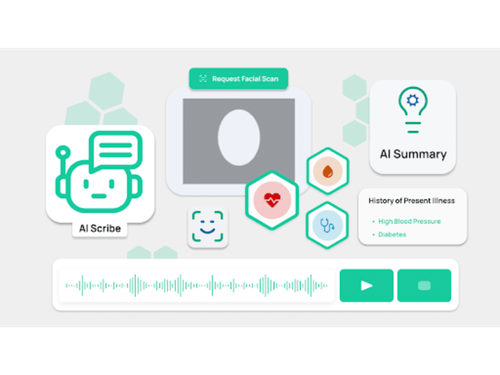 Request Facial Scan
AI Scribe
AI Summary
History of Present Illness
High Blood Pressure
Diabetes